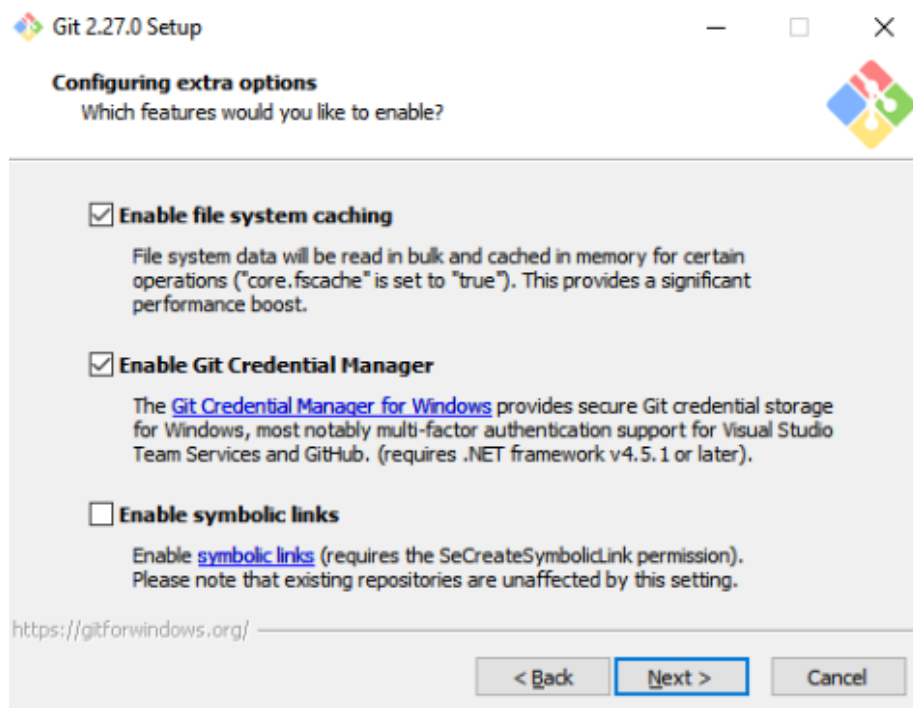 Git 2.27.0 Setup
Configuring extra options
Which features would you like to enable?
Enable file system caching
File system data will be read in bulk and cached in memory for certain
operations ("core.fscache" is set to "true"). This provides a significant
performance boost.
Enable Git Credential Manager
The Git Credential Manager for Windows provides secure Git credential storage
for Windows, most notably multi-factor authentication support for Visual Studio
Team Services and GitHub. (requires .NET framework v4.5.1 or later).
Enable symbolic links
Enable symbolic links (requires the SeCreateSymbolicLink permission).
Please note that existing repositories are unaffected by this setting.
https://gitforwindows.org/
< Back Next > Cancel